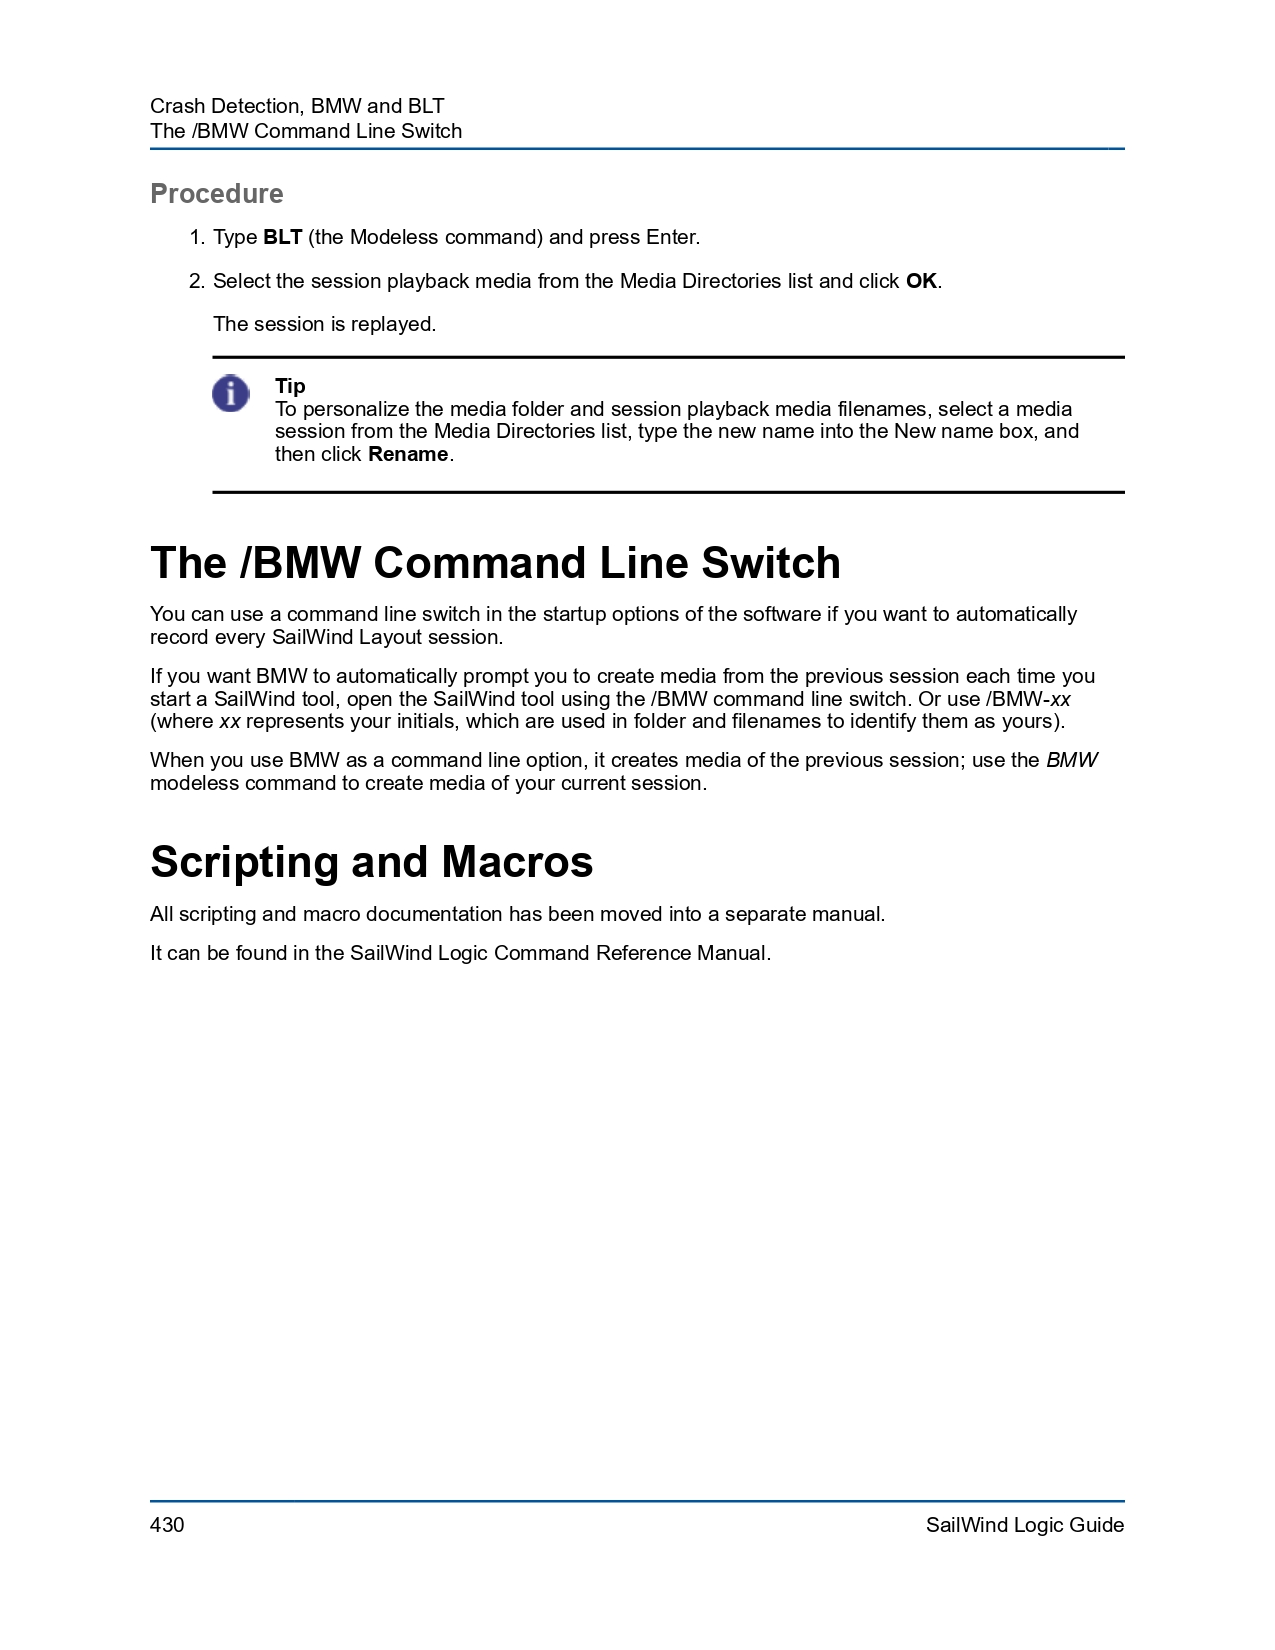 Crash Detection, BMW and BLT
The /BMW Command Line Switch
Procedure
1. Type BLT (the Modeless command) and press Enter.
2. Select the session playback media from the Media Directories list and click OK.
The session is replayed.
Tip
To personalize the media folder and session playback media filenames, select a media
session from the Media Directories list, type the new name into the New name box, and
then click Rename.
The /BMW Command Line Switch
You can use a command line switch in the startup options of the software if you want to automatically
record every SailWind Layout session.
If you want BMW to automatically prompt you to create media from the previous session each time you
start a SailWind tool, open the SailWind tool using the /BMW command line switch. Or use /BMW-xx
(where xx represents your initials, which are used in folder and filenames to identify them as yours).
When you use BMW as a command line option, it creates media of the previous session; use the BMW
modeless command to create media of your current session.
Scripting and Macros
All scripting and macro documentation has been moved into a separate manual.
It can be found in the SailWind Logic Command Reference Manual.
430
SailWind Logic Guide